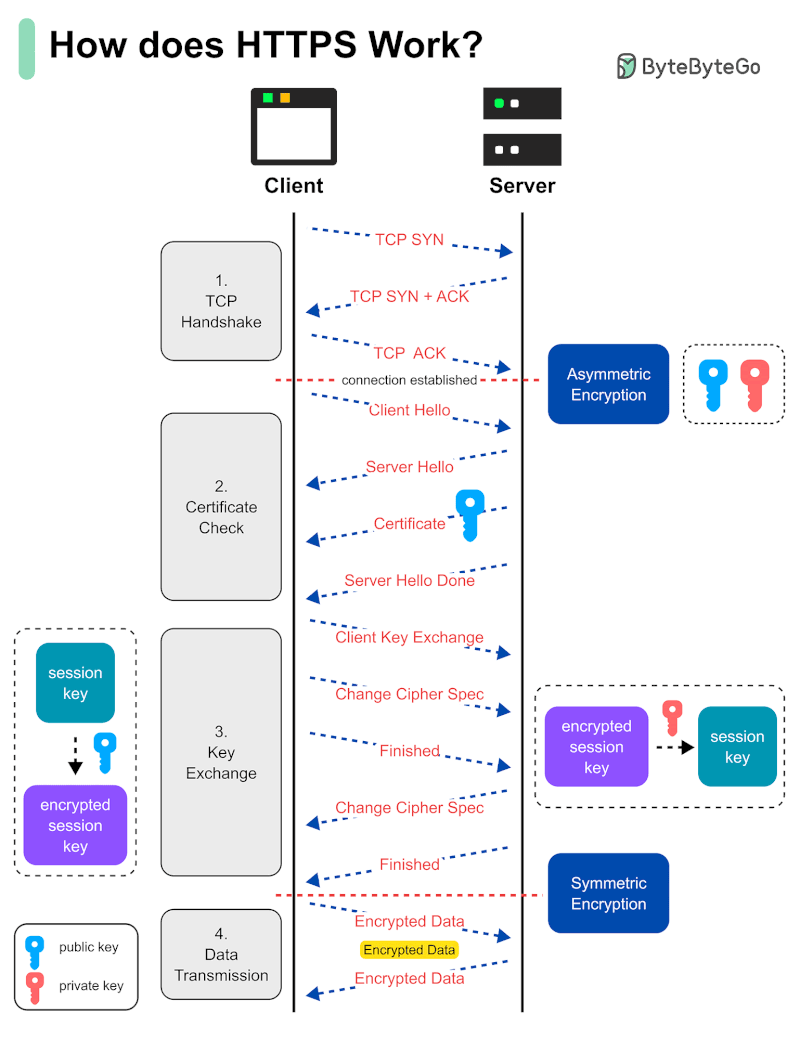 How does HTTPS Work?
ByteByteGo
Client
Server
TCP SYN
1.
TCP
Handshake
TCP SYN + ACK
TCP ACK
connection established
Asymmetric
Encryption
Client Hello
2.
Certificate
Check
Server Hello
Certificate
Server Hello Done
Client Key Exchange
session
key
encrypted
session
key
3.
Key
Exchange
Change Cipher Spec
encrypted
session
key
session
key
Finished
Change Cipher Spec
Finished
Symmetric
Encryption
4.
Data
Transmission
Encrypted Data
Encrypted Data
Encrypted Data
public key
private key